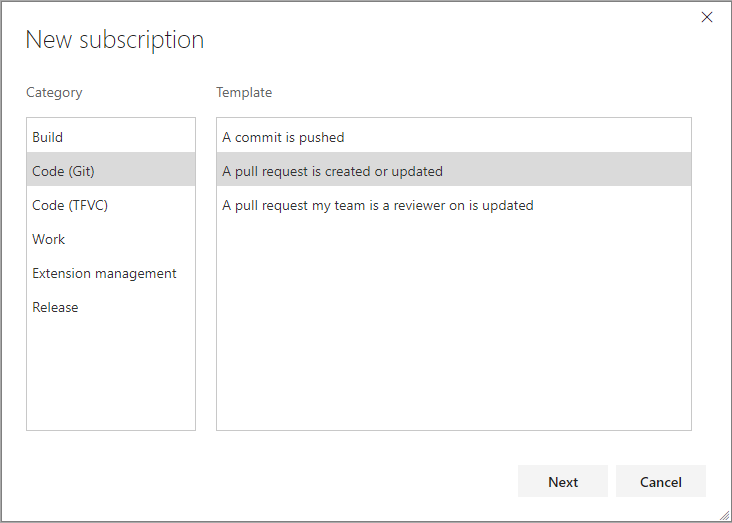 New subscription
Category
Template
Build
Code (Git)
Code (TFVC)
Work
Extension management
Release
A commit is pushed
A pull request is created or updated
A pull request my team is a reviewer on is updated
Next
Cancel